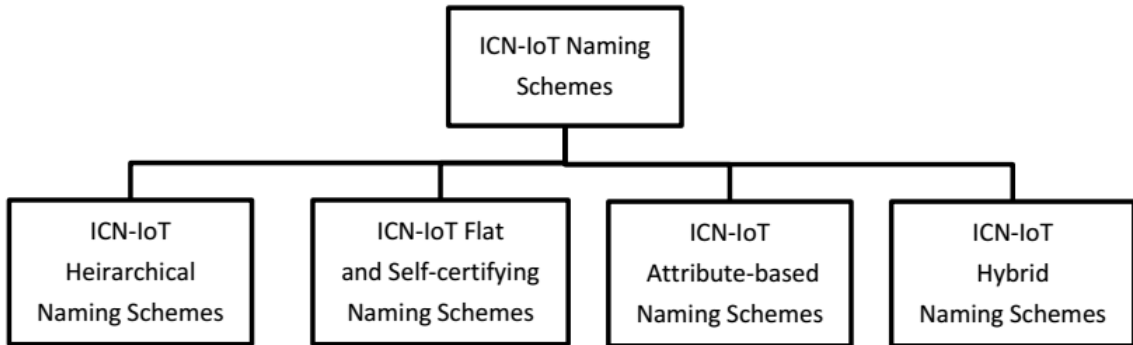 ICN-IoT Naming
Schemes
ICN-IoT
Heirarchical
Naming Schemes
ICN-IoT Flat
and Self-certifying
Naming Schemes
ICN-IoT
Attribute-based
Naming Schemes
ICN-IoT
Hybrid
Naming Schemes